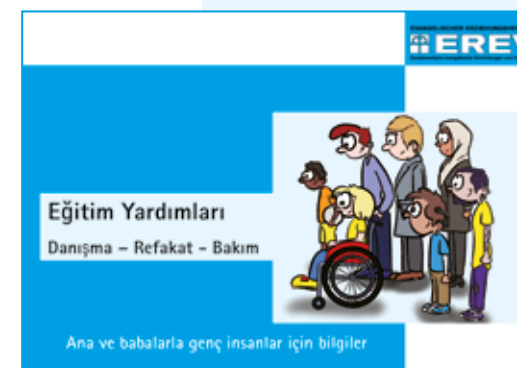 EREV
Eğitim Yardımları
Danışma – Refakat – Bakım
Ana ve babalarla genç insanlar için bilgiler